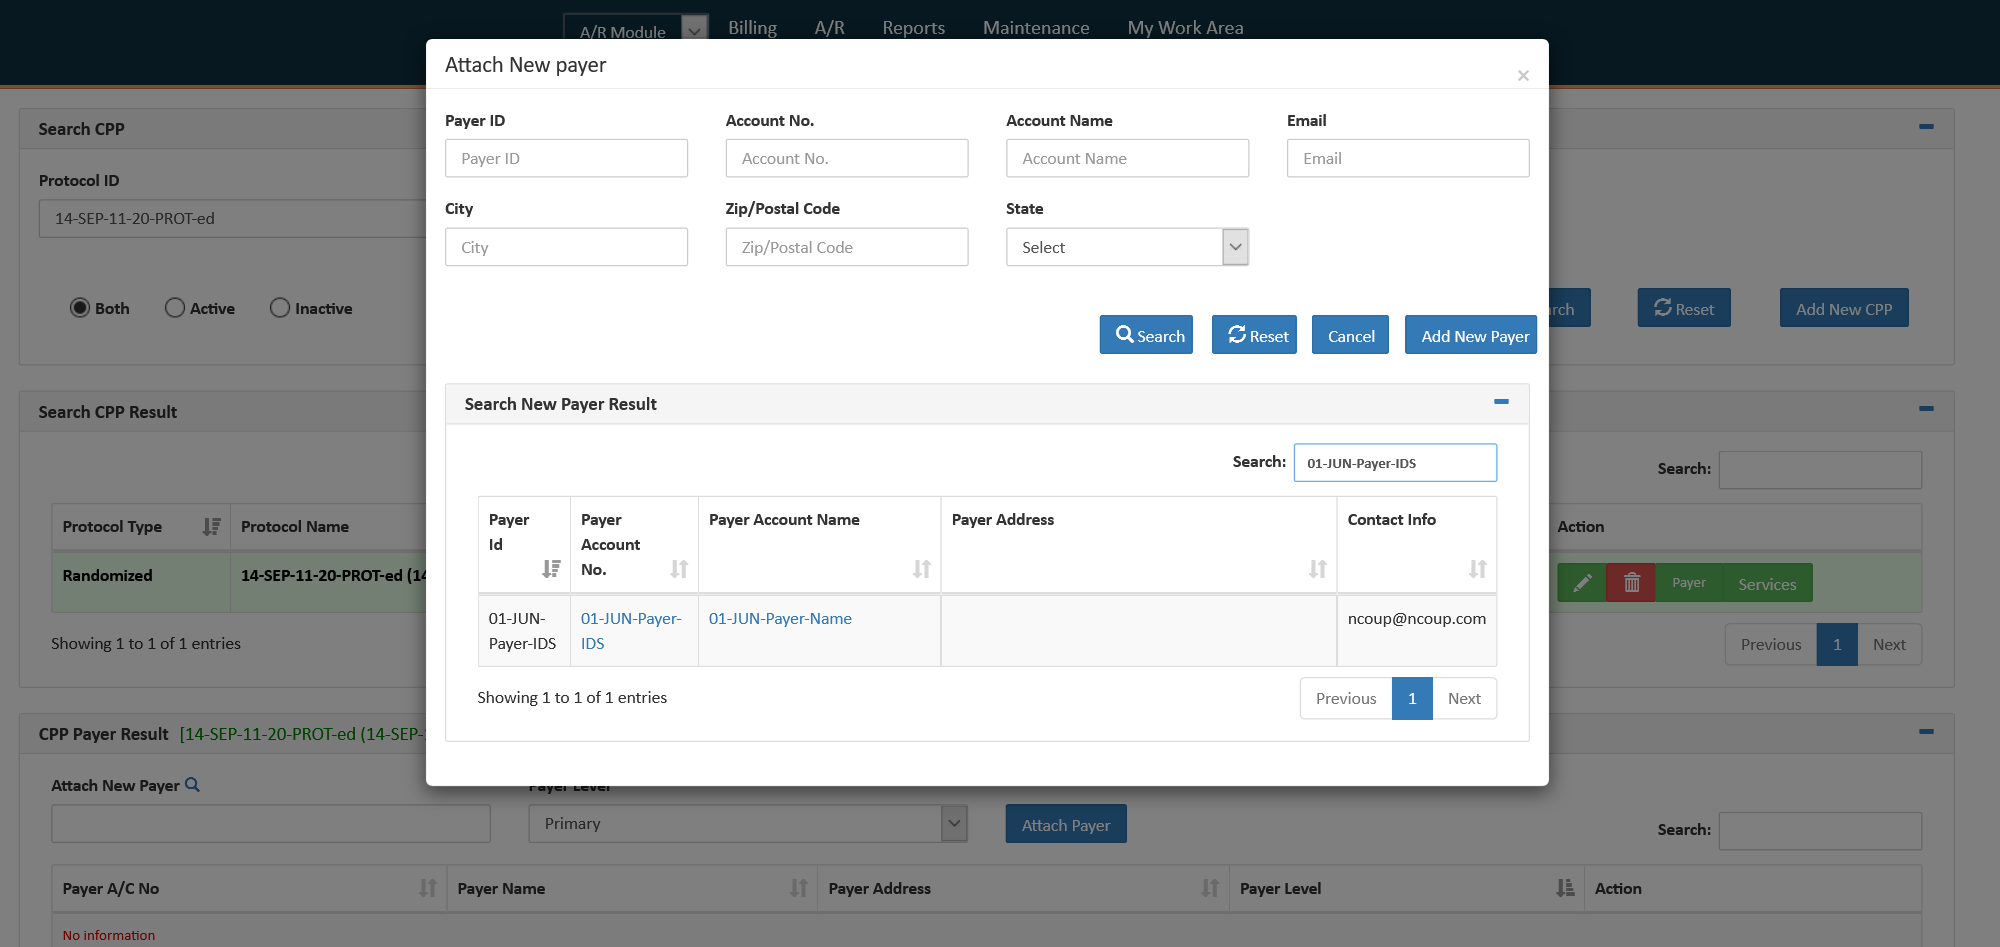 A/R Module
Billing
A/R
Reports
Maintenance
My Work Area
Attach New payer
×
Payer ID
Account No.
Account Name
Email
Payer ID
Account No.
Account Name
Email
City
Zip/Postal Code
State
City
Zip/Postal Code
Select
Search
Reset
Cancel
Add New Payer
Search New Payer Result
Search:
01-JUN-Payer-IDS
Payer
Id
Payer
Account
No.
Payer Account Name
Payer Address
Contact Info
01-JUN-
Payer-IDS
01-JUN-Payer-
IDS
01-JUN-Payer-Name
ncoup@ncoup.com
Showing 1 to 1 of 1 entries
Previous
1
Next
Search CPP
Protocol ID
14-SEP-11-20-PROT-ed
Both
Active
Inactive
rch
Reset
Add New CPP
Search CPP Result
Search:
Protocol Type
Protocol Name
Action
Randomized
14-SEP-11-20-PROT-ed (14
Payer
Services
Showing 1 to 1 of 1 entries
Previous
1
Next
CPP Payer Result [14-SEP-11-20-PROT-ed (14-SEP-1
Attach New Payer
Payer Level
Primary
Attach Payer
Search:
Payer A/C No
Payer Name
Payer Address
Payer Level
Action
No information